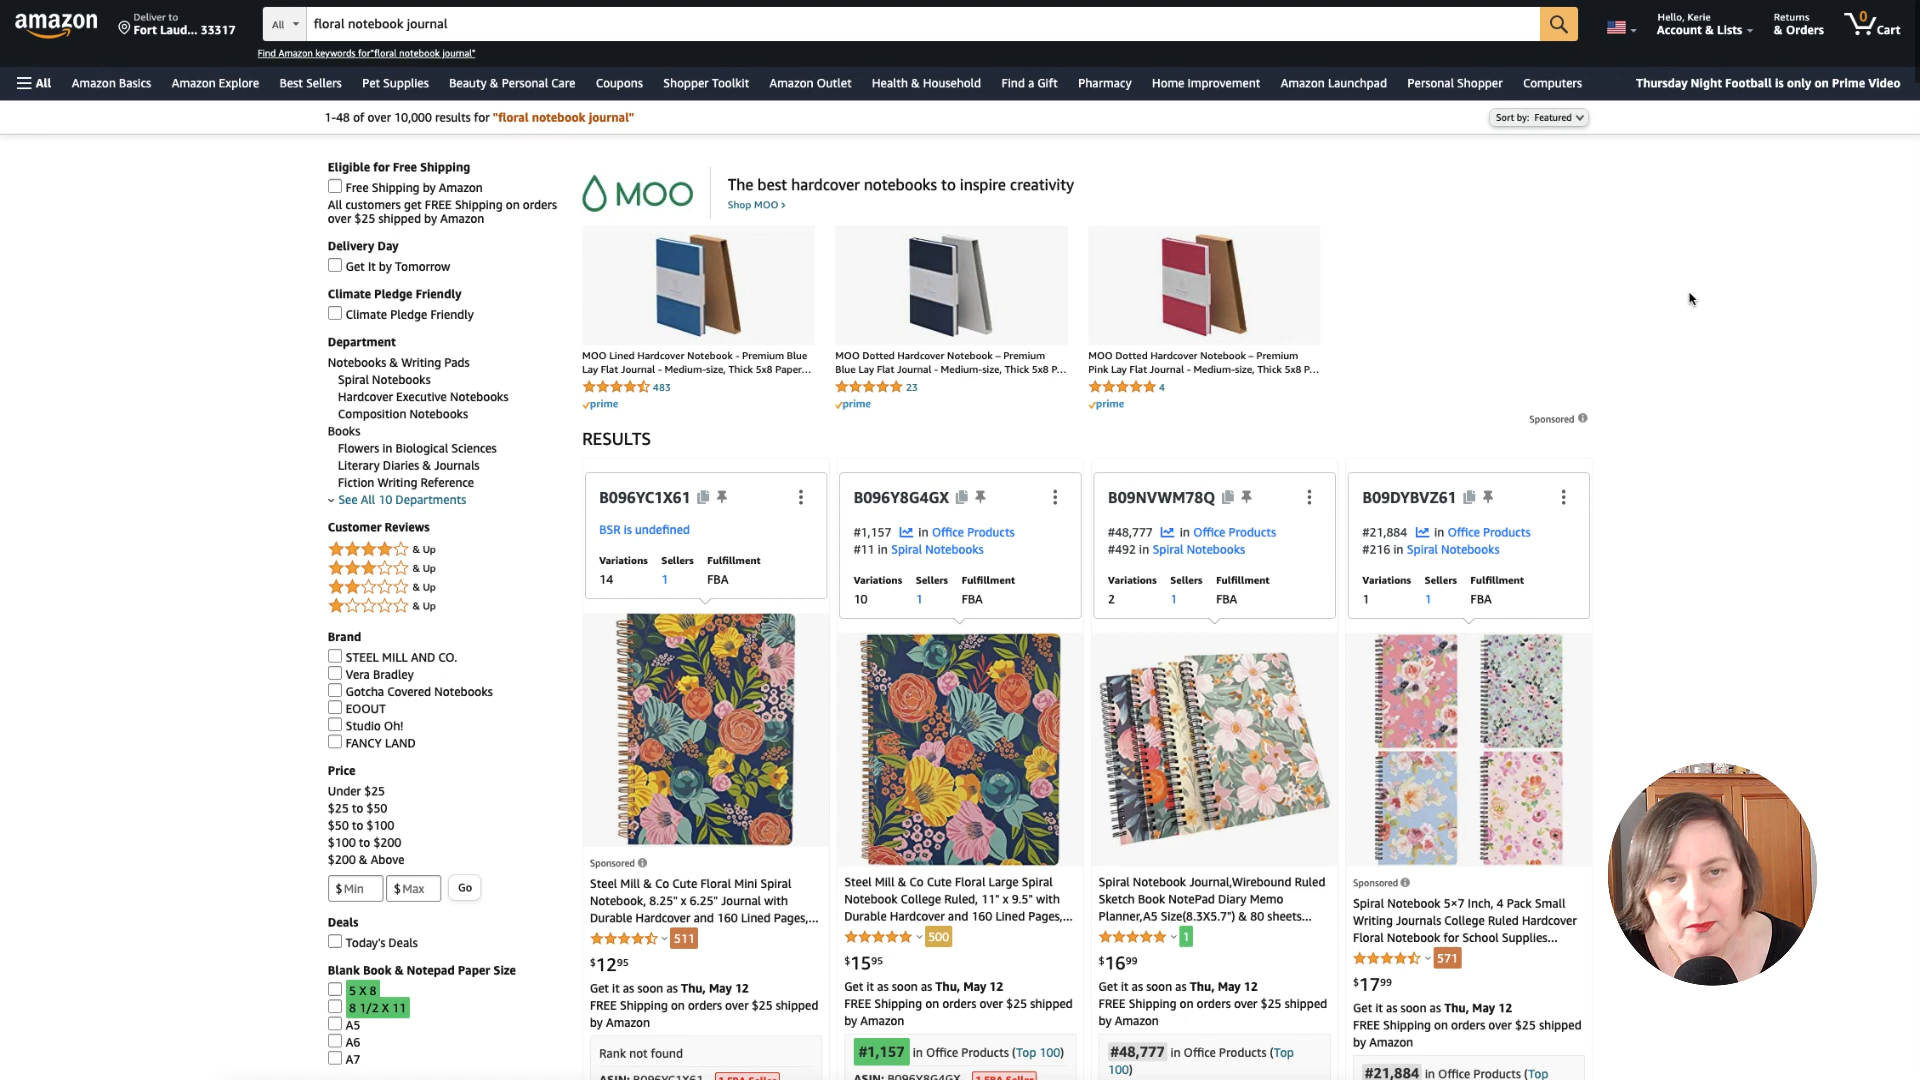 amazon
Deliver to
Fort Laud... 33317
All
floral notebook journal
Find Amazon keywords for"floral notebook journal"
Hello, Kerie
Account & Lists
Returns
& Orders
0
Cart
All
Amazon Basics
Amazon Explore
Best Sellers
Pet Supplies
Beauty & Personal Care
Coupons
Shopper Toolkit
Amazon Outlet
Health & Household
Find a Gift
Pharmacy
Home Improvement
Amazon Launchpad
Personal Shopper
Computers
Thursday Night Football is only on Prime Video
1-48 of over 10,000 results for "floral notebook journal"
Sort by: Featured
Eligible for Free Shipping
Free Shipping by Amazon
All customers get FREE Shipping on orders
over $25 shipped by Amazon
Delivery Day
Get It by Tomorrow
Climate Pledge Friendly
Climate Pledge Friendly
Department
Notebooks & Writing Pads
Spiral Notebooks
Hardcover Executive Notebooks
Composition Notebooks
Books
Flowers in Biological Sciences
Literary Diaries & Journals
Fiction Writing Reference
See All 10 Departments
Customer Reviews
& Up
& Up
& Up
& Up
Brand
STEEL MILL AND CO.
Vera Bradley
Gotcha Covered Notebooks
EOOUT
Studio Oh!
FANCY LAND
Price
Under $25
$25 to $50
$50 to $100
$100 to $200
$200 & Above
$ Min
$ Max
Go
Deals
Today's Deals
Blank Book & Notepad Paper Size
5 X 8
8 1/2 X 11
A5
A6
A7
MOO
The best hardcover notebooks to inspire creativity
Shop MOO ›
MOO Lined Hardcover Notebook - Premium Blue
Lay Flat Journal - Medium-size, Thick 5x8 Paper...
483
prime
MOO Dotted Hardcover Notebook – Premium
Blue Lay Flat Journal - Medium-size, Thick 5x8 P...
23
prime
MOO Dotted Hardcover Notebook – Premium
Pink Lay Flat Journal - Medium-size, Thick 5x8 P...
4
prime
Sponsored
RESULTS
B096YC1X61
BSR is undefined
Variations Sellers Fulfillment
14 1 FBA
Sponsored
Steel Mill & Co Cute Floral Mini Spiral
Notebook, 8.25" x 6.25" Journal with
Durable Hardcover and 160 Lined Pages,...
511
$1295
Get it as soon as Thu, May 12
FREE Shipping on orders over $25 shipped
by Amazon
Rank not found
ASIN: B096YC1X61 1 FBA Seller
B096Y8G4GX
#1,157 in Office Products
#11 in Spiral Notebooks
Variations Sellers Fulfillment
10 1 FBA
Steel Mill & Co Cute Floral Large Spiral
Notebook College Ruled, 11" x 9.5" with
Durable Hardcover and 160 Lined Pages,...
500
$1595
Get it as soon as Thu, May 12
FREE Shipping on orders over $25 shipped
by Amazon
#1,157 in Office Products (Top 100)
ASIN: B096Y8G4GX 1 FBA Seller
B09NVWM78Q
#48,777 in Office Products
#492 in Spiral Notebooks
Variations Sellers Fulfillment
2 1 FBA
Spiral Notebook Journal,Wirebound Ruled
Sketch Book NotePad Diary Memo
Planner,A5 Size(8.3X5.7") & 80 sheets...
1
$1699
Get it as soon as Thu, May 12
FREE Shipping on orders over $25 shipped
by Amazon
#48,777 in Office Products (Top
100)
B09DYBVZ61
#21,884 in Office Products
#216 in Spiral Notebooks
Variations Sellers Fulfillment
1 1 FBA
Sponsored
Spiral Notebook 5×7 Inch, 4 Pack Small
Writing Journals College Ruled Hardcover
Floral Notebook for School Supplies...
571
$1799
Get it as soon as Thu, May 12
FREE Shipping on orders over $25 shipped
by Amazon
#21,884 in Office Products (Top